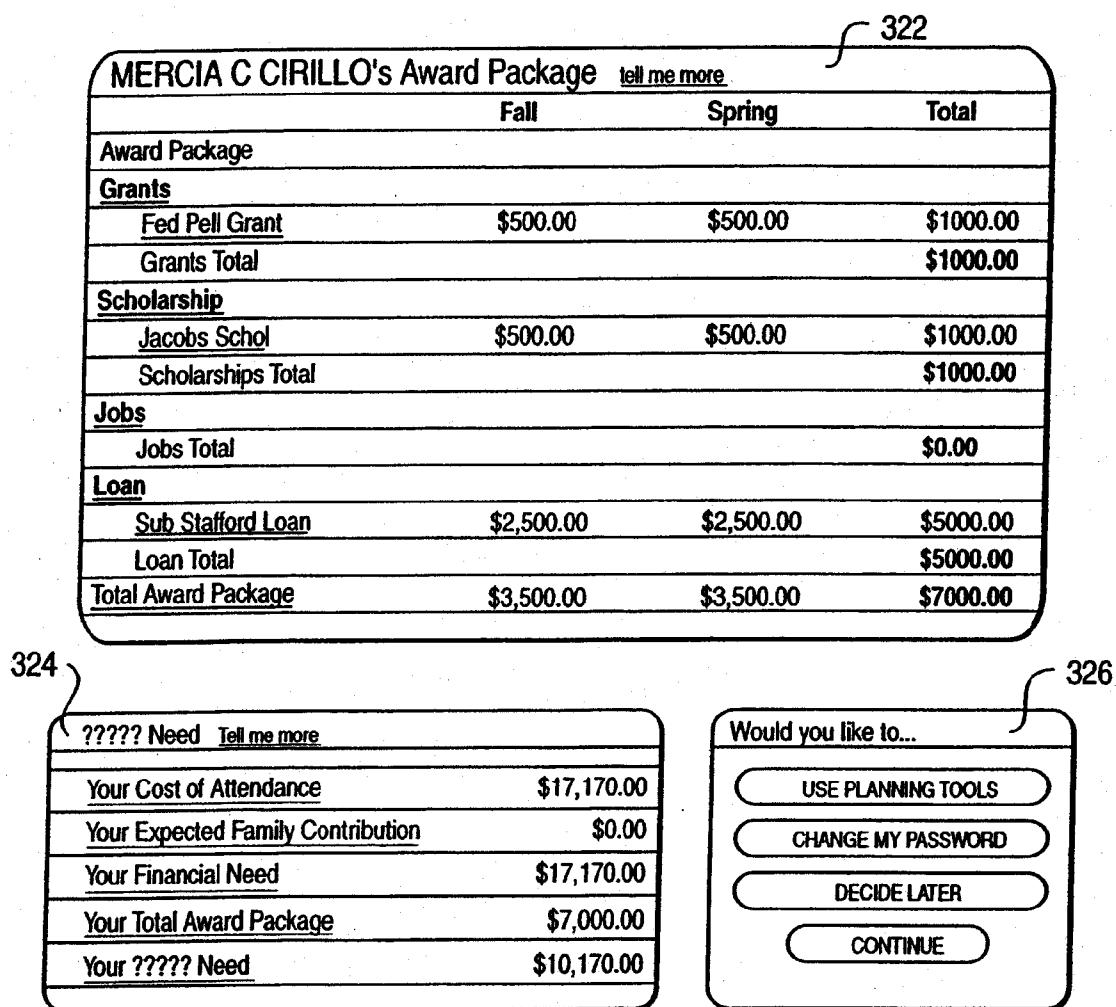 322
MERCIA C CIRILLO's Award Package tell me more
Fall Spring Total
Award Package
Grants
Fed Pell Grant $500.00 $500.00 $1000.00
Grants Total $1000.00
Scholarship
Jacobs Schol $500.00 $500.00 $1000.00
Scholarships Total $1000.00
Jobs
Jobs Total $0.00
Loan
Sub Stafford Loan $2,500.00 $2,500.00 $5000.00
Loan Total $5000.00
Total Award Package $3,500.00 $3,500.00 $7000.00
324
????? Need Tell me more
Your Cost of Attendance $17,170.00
Your Expected Family Contribution $0.00
Your Financial Need $17,170.00
Your Total Award Package $7,000.00
Your ????? Need $10,170.00
326
Would you like to...
USE PLANNING TOOLS
CHANGE MY PASSWORD
DECIDE LATER
CONTINUE